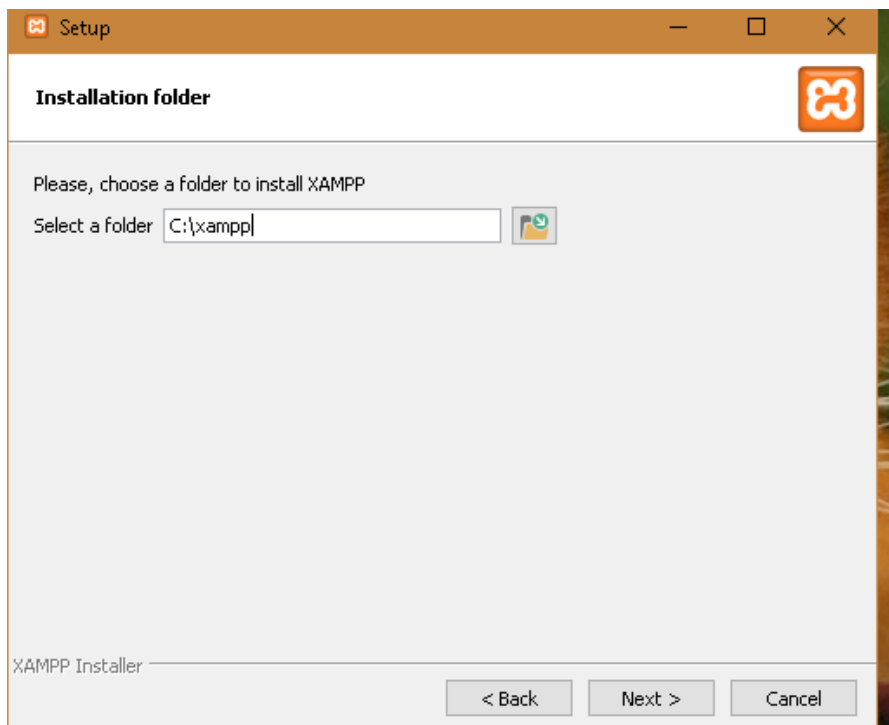 Setup
Installation folder
Please, choose a folder to install XAMPP
Select a folder C:\xampp
XAMPP Installer
< Back Next > Cancel